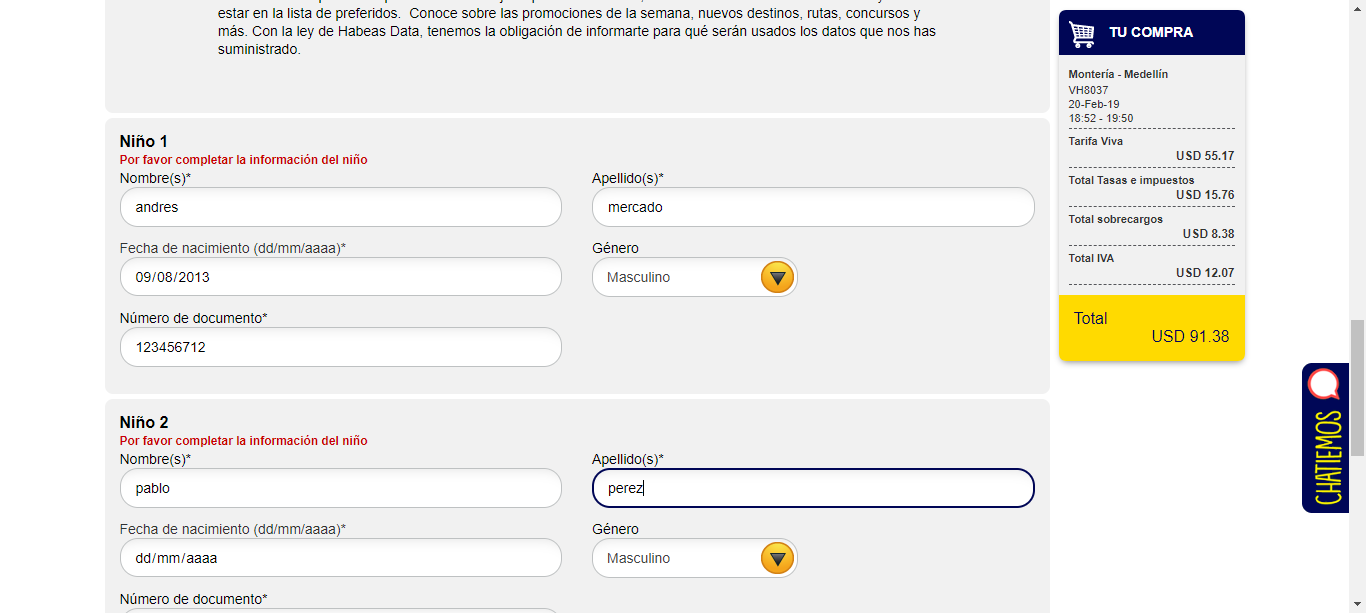 estar en la lista de preferidos. Conoce sobre las promociones de la semana, nuevos destinos, rutas, concursos y
más. Con la ley de Habeas Data, tenemos la obligación de informarte para qué serán usados los datos que nos has
suministrado.
Niño 1
Por favor completar la información del niño
Nombre(s)*
Apellido(s)*
andres
mercado
Fecha de nacimiento (dd/mm/aaaa)*
Género
09/08/2013
Masculino
Número de documento*
123456712
Niño 2
Por favor completar la información del niño
Nombre(s)*
Apellido(s)*
pablo
perez
Fecha de nacimiento (dd/mm/aaaa)*
Género
dd/mm/aaaa
Masculino
Número de documento*
TU COMPRA
Montería - Medellín
VH8037
20-Feb-19
18:52 - 19:50
Tarifa Viva
USD 55.17
Total Tasas e impuestos
USD 15.76
Total sobrecargos
USD 8.38
Total IVA
USD 12.07
Total
USD 91.38
CHATIEMOS